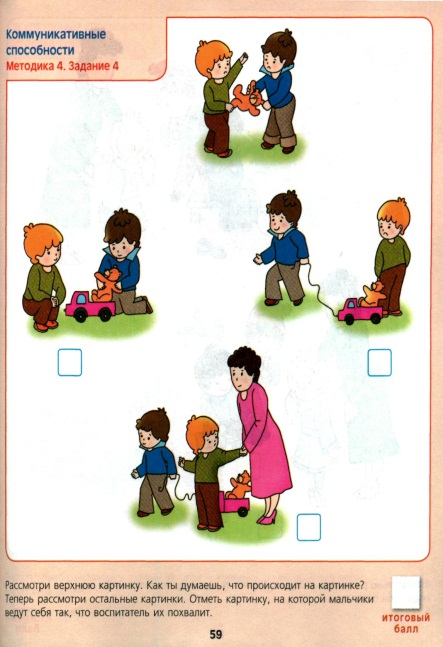 Коммуникативные
способности
Методика 4. Задание 4
Рассмотри верхнюю картинку. Как ты думаешь, что происходит на картинке?
Теперь рассмотри остальные картинки. Отметь картинку, на которой мальчики
ведут себя так, что воспитатель их похвалит.
итоговый
балл
59